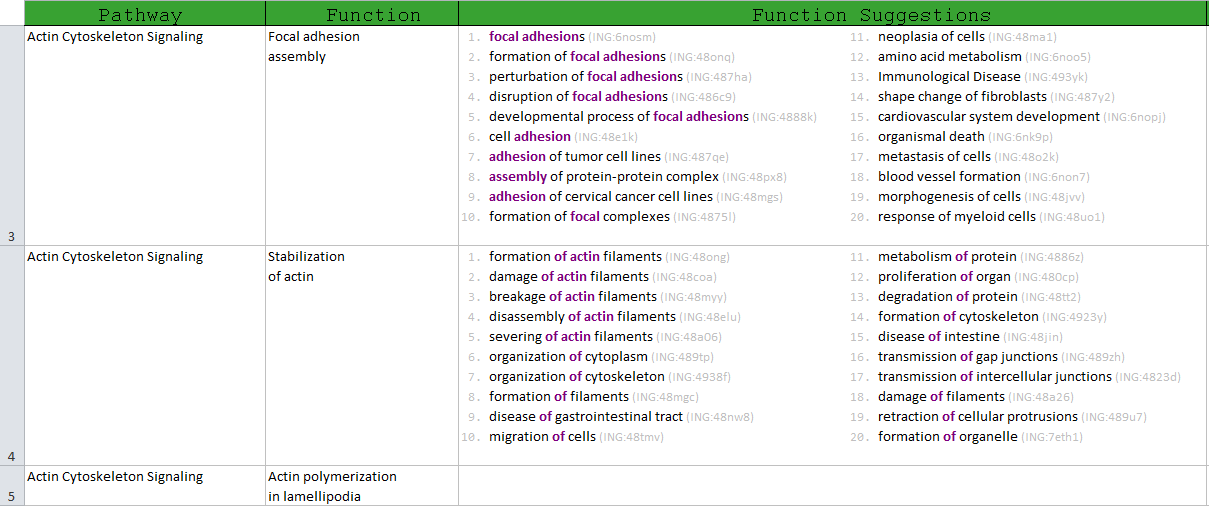 Pathway Function Function Suggestions
3
Actin Cytoskeleton Signaling
Focal adhesion
assembly
1. focal adhesions (ING:6nosm)
2. formation of focal adhesions (ING:48onq)
3. perturbation of focal adhesions (ING:487ha)
4. disruption of focal adhesions (ING:486c9)
5. developmental process of focal adhesions (ING:4888k)
6. cell adhesion (ING:48e1k)
7. adhesion of tumor cell lines (ING:487qe)
8. assembly of protein-protein complex (ING:48px8)
9. adhesion of cervical cancer cell lines (ING:48mgs)
10. formation of focal complexes (ING:4875l)
11. neoplasia of cells (ING:48ma1)
12. amino acid metabolism (ING:6noo5)
13. Immunological Disease (ING:493yk)
14. shape change of fibroblasts (ING:487y2)
15. cardiovascular system development (ING:6nopj)
16. organismal death (ING:6nk9p)
17. metastasis of cells (ING:48o2k)
18. blood vessel formation (ING:6non7)
19. morphogenesis of cells (ING:48jvv)
20. response of myeloid cells (ING:48uo1)
4
Actin Cytoskeleton Signaling
Stabilization
of actin
1. formation of actin filaments (ING:48ong)
2. damage of actin filaments (ING:48coa)
3. breakage of actin filaments (ING:48myy)
4. disassembly of actin filaments (ING:48elu)
5. severing of actin filaments (ING:48a06)
6. organization of cytoplasm (ING:489tp)
7. organization of cytoskeleton (ING:4938f)
8. formation of filaments (ING:48mgc)
9. disease of gastrointestinal tract (ING:48nw8)
10. migration of cells (ING:48tmv)
11. metabolism of protein (ING:4886z)
12. proliferation of organ (ING:480cp)
13. degradation of protein (ING:48tt2)
14. formation of cytoskeleton (ING:4923y)
15. disease of intestine (ING:48jin)
16. transmission of gap junctions (ING:489zh)
17. transmission of intercellular junctions (ING:4823d)
18. damage of filaments (ING:48a26)
19. retraction of cellular protrusions (ING:489u7)
20. formation of organelle (ING:7eth1)
5
Actin Cytoskeleton Signaling
Actin polymerization
in lamellipodia